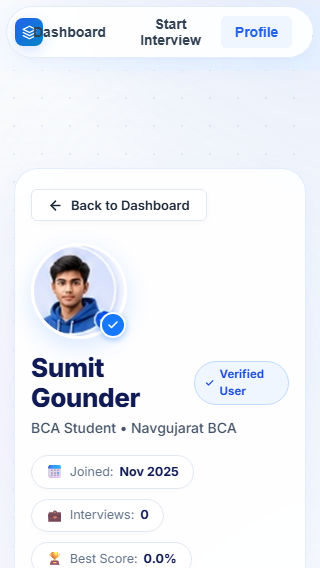 Dashboard
Start
Interview
Profile
Back to Dashboard
Sumit
Gounder
Verified
User
BCA Student • Navgujarat BCA
Joined: Nov 2025
Interviews: 0
Best Score: 0.0%